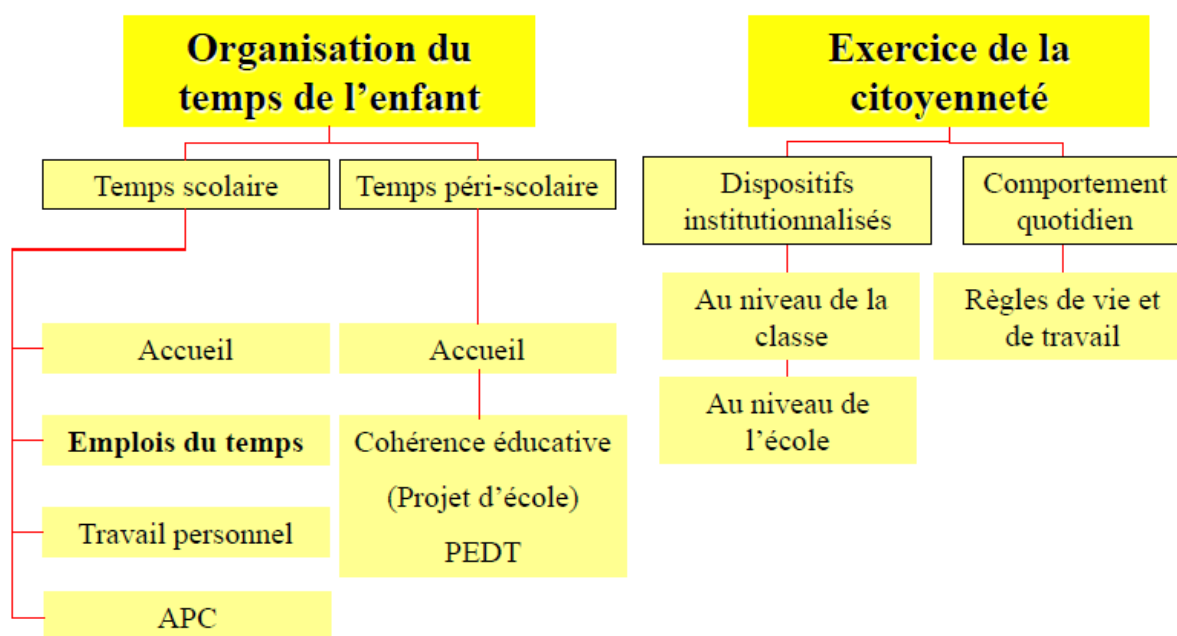 Organisation du
temps de l’enfant
Temps scolaire
Temps péri-scolaire
Accueil
Emplois du temps
Travail personnel
APC
Accueil
Cohérence éducative
(Projet d’école)
PEDT
Exercice de la
citoyenneté
Dispositifs
institutionnalisés
Au niveau de la
classe
Au niveau de
l’école
Comportement
quotidien
Règles de vie et
de travail